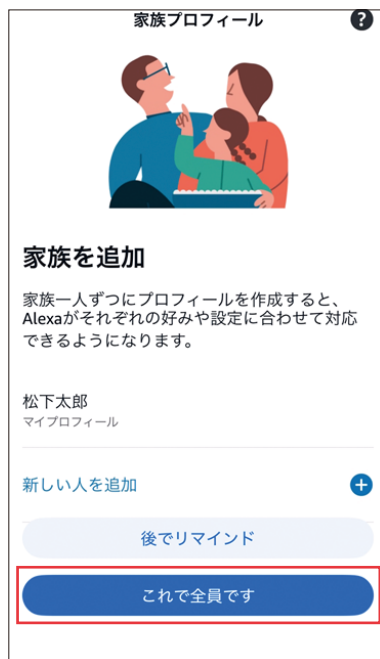 家族プロフィール ?
家族を追加
家族一人ずつにプロフィールを作成すると、
Alexaがそれぞれの好みや設定に合わせて対応
できるようになります。
松下太郎
マイプロフィール
新しい人を追加
後でリマインド
これで全員です